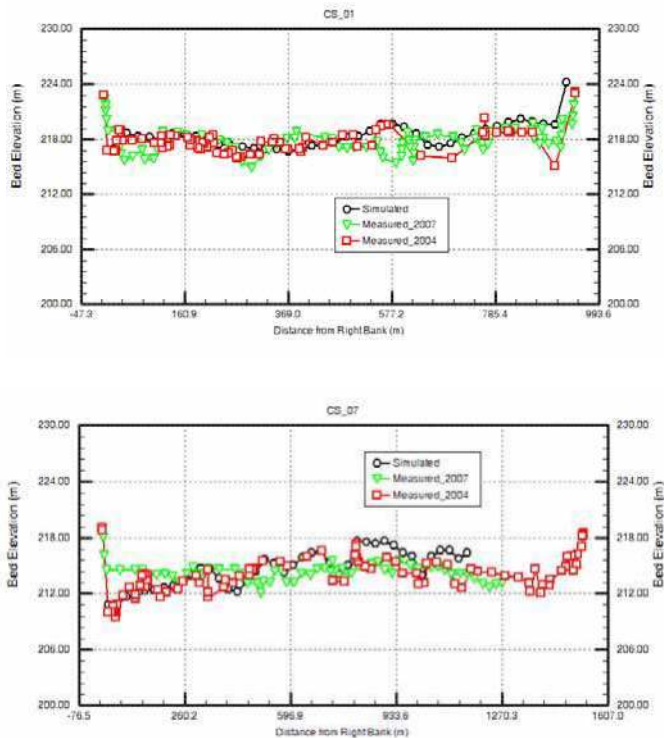 CS_01
230.00
230.00
224.00
224.00
218.00
218.00
212.00
212.00
206.00
206.00
200.00
200.00
Bed Elevation (m)
Bed Elevation (m)
Simulated
Measured_2007
Measured_2004
-47.3
160.9
369.0
577.2
785.4
993.6
Distance from Right Bank (m)
CS_07
230.00
230.00
224.00
224.00
218.00
218.00
212.00
212.00
206.00
206.00
200.00
200.00
Bed Elevation (m)
Bed Elevation (m)
Simulated
Measured_2007
Measured_2004
-76.5
260.2
596.9
933.6
1270.3
1607.0
Distance from Right Bank (m)